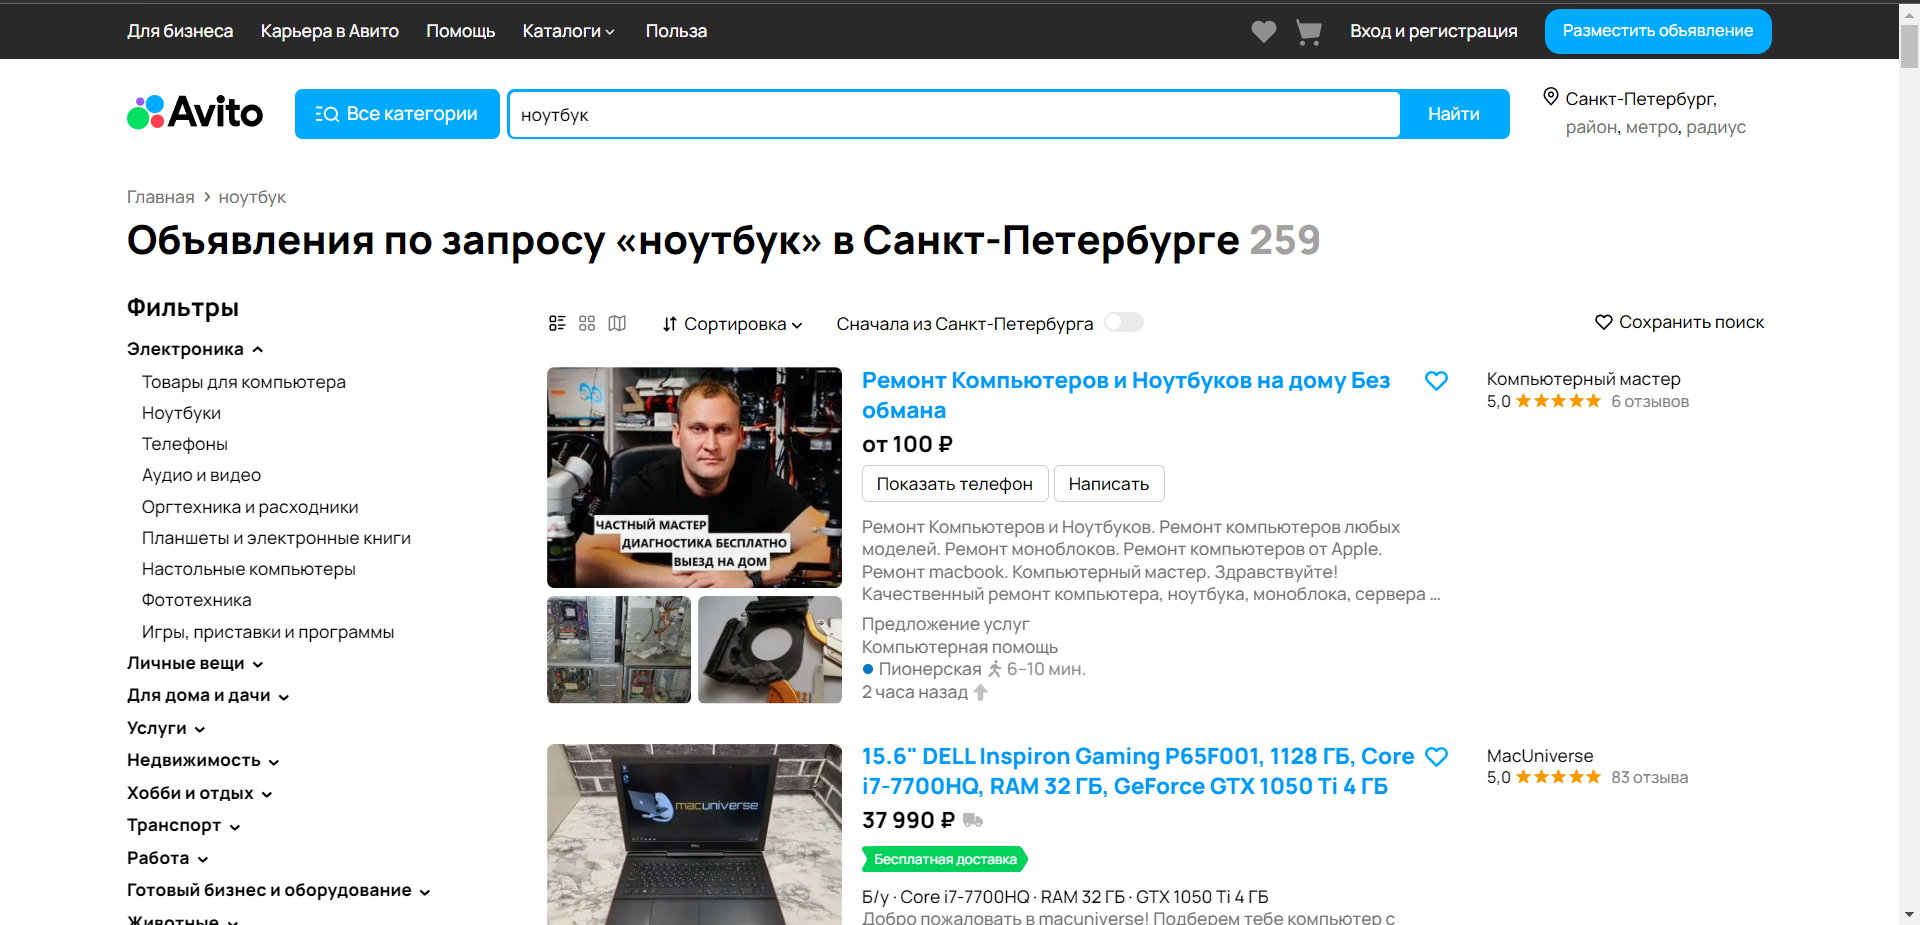 Для бизнеса Карьера в Авито Помощь Каталоги Польза Вход и регистрация Разместить объявление
Avito Все категории ноутбук Найти Санкт-Петербург,
район, метро, радиус
Главная ноутбук
Объявления по запросу «ноутбук» в Санкт-Петербурге 259
Фильтры
Электроника
Товары для компьютера
Ноутбуки
Телефоны
Аудио и видео
Оргтехника и расходники
Планшеты и электронные книги
Настольные компьютеры
Фототехника
Игры, приставки и программы
Личные вещи
Для дома и дачи
Услуги
Недвижимость
Хобби и отдых
Транспорт
Работа
Готовый бизнес и оборудование
Животные
Сортировка Сначала из Санкт-Петербурга Сохранить поиск
ЧАСТНЫЙ МАСТЕР
ДИАГНОСТИКА БЕСПЛАТНО
ВЫЕЗД НА ДОМ
Ремонт Компьютеров и Ноутбуков на дому Без
обмана
от 100 ₽
Показать телефон Написать
Ремонт Компьютеров и Ноутбуков. Ремонт компьютеров любых
моделей. Ремонт моноблоков. Ремонт компьютеров от Apple.
Ремонт macbook. Компьютерный мастер. Здравствуйте!
Качественный ремонт компьютера, ноутбука, моноблока, сервера ...
Предложение услуг
Компьютерная помощь
Пионерская 6–10 мин.
2 часа назад
Компьютерный мастер
5,0 6 отзывов
macuniverse
15.6" DELL Inspiron Gaming P65F001, 1128 ГБ, Core
i7-7700HQ, RAM 32 ГБ, GeForce GTX 1050 Ti 4 ГБ
37 990 ₽
Бесплатная доставка
Б/у · Core i7-7700HQ · RAM 32 ГБ · GTX 1050 Ti 4 ГБ
Добро пожаловать в macuniverse! Подберем тебе компьютер с
MacUniverse
5,0 83 отзыва